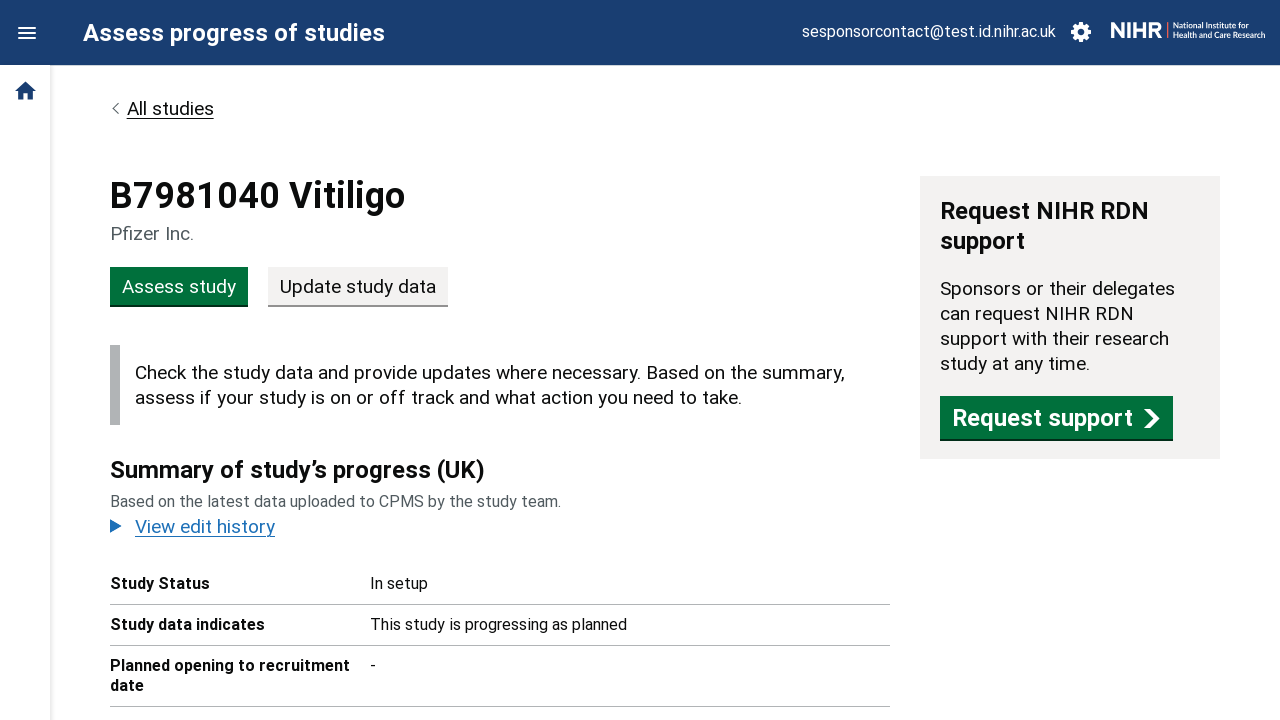 Assess progress of studies
sesponsorcontact@test.id.nihr.ac.uk
NIHR | National Institute for
Health and Care Research
All studies
B7981040 Vitiligo
Pfizer Inc.
Assess study
Update study data
Check the study data and provide updates where necessary. Based on the summary,
assess if your study is on or off track and what action you need to take.
Summary of study’s progress (UK)
Based on the latest data uploaded to CPMS by the study team.
View edit history
Study Status In setup
Study data indicates This study is progressing as planned
Planned opening to recruitment -
date
Request NIHR RDN
support
Sponsors or their delegates
can request NIHR RDN
support with their research
study at any time.
Request support